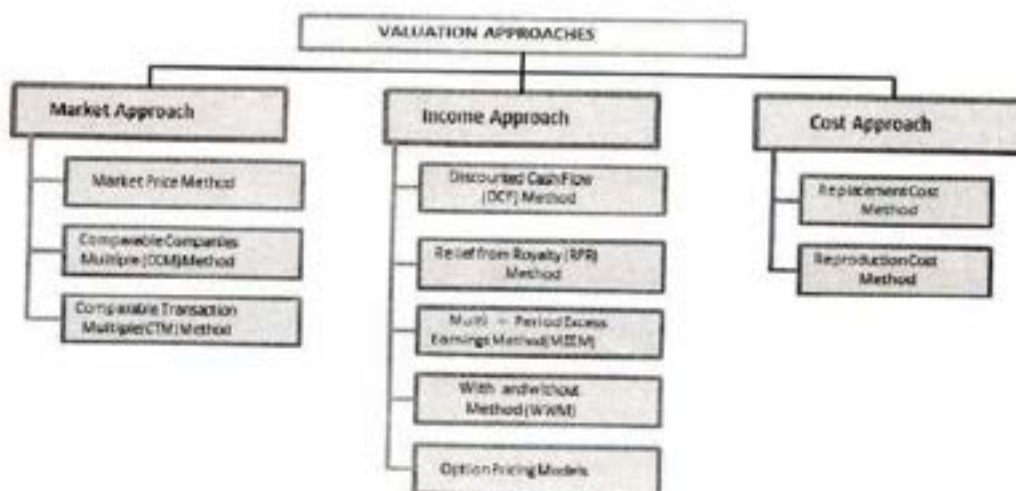 VALUATION APPROACHES
Market Approach
Market Price Method
Comparable Companies
Multiple (CCM) Method
Comparable Transaction
Multiple (CTM) Method
Income Approach
Discounted Cash Flow
(DCF) Method
Relief from Royalty (RFR)
Method
Multi – Period Excess
Earnings Method (MEEM)
With and without
Method (WWM)
Option Pricing Models
Cost Approach
Replacement Cost
Method
Reproduction Cost
Method